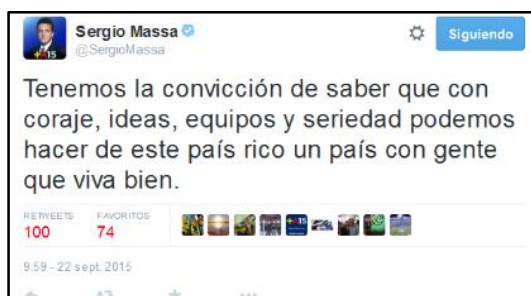 Sergio Massa
@SergioMassa
Siguiendo
Tenemos la convicción de saber que con
coraje, ideas, equipos y seriedad podemos
hacer de este país rico un país con gente
que viva bien.
RETWEETS FAVORITOS
100 74
9:59 - 22 sept. 2015